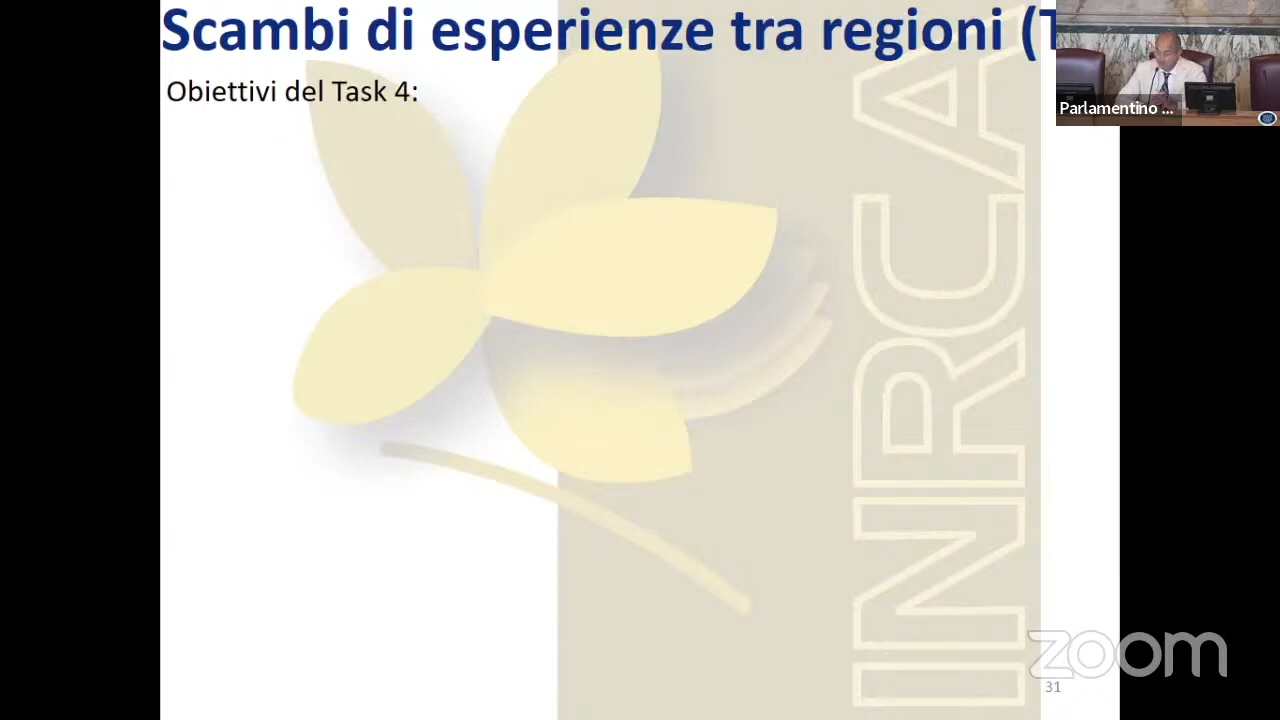 Scambi di esperienze tra regioni (T
Obiettivi del Task 4:
Parlamentino ...
INRCA
zoom
31